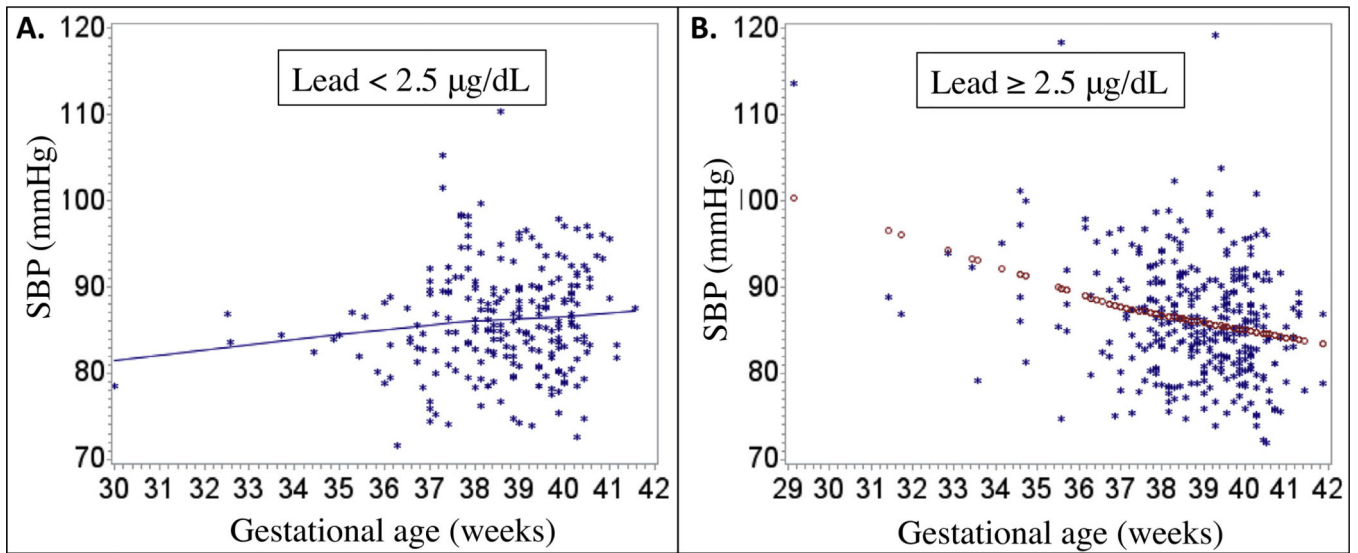 A.
Lead < 2.5 µg/dL
SBP (mmHg)
120
110
100
90
80
70
30 31 32 33 34 35 36 37 38 39 40 41 42
Gestational age (weeks)
B.
Lead ≥ 2.5 µg/dL
SBP (mmHg)
120
110
100
90
80
70
29 30 31 32 33 34 35 36 37 38 39 40 41 42
Gestational age (weeks)